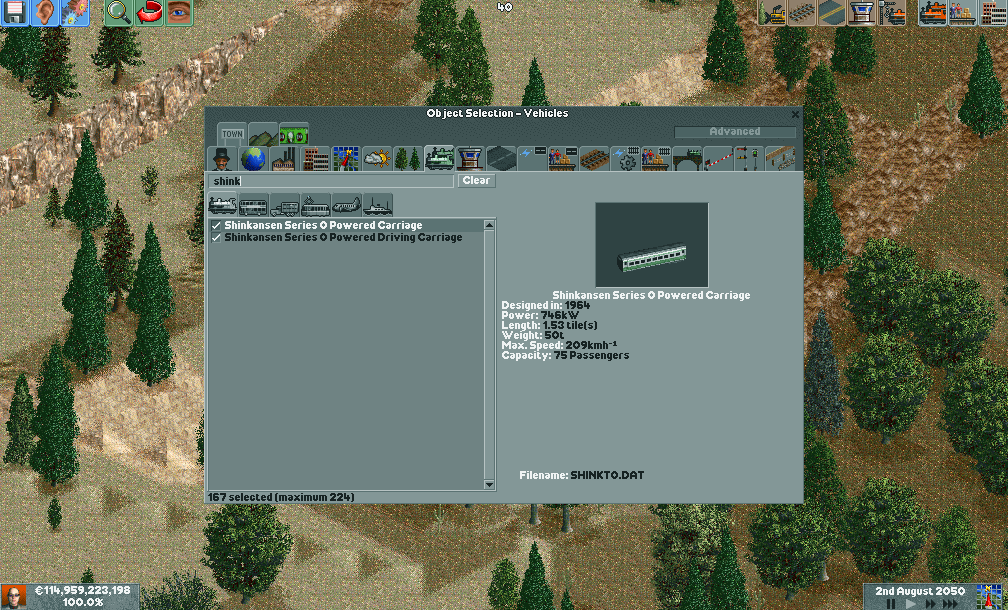 40
Object Selection - Vehicles
TOWN
Advanced
shink
Clear
Shinkansen Series 0 Powered Carriage
Shinkansen Series 0 Powered Driving Carriage
Shinkansen Series 0 Powered Carriage
Designed in: 1964
Power: 746kW
Length: 1.53 tile(s)
Weight: 50t
Max. Speed: 209kmh⁻¹
Capacity: 75 Passengers
Filename: SHINKT0.DAT
167 selected (maximum 224)
€114,959,223,198
100.0%
2nd August 2050